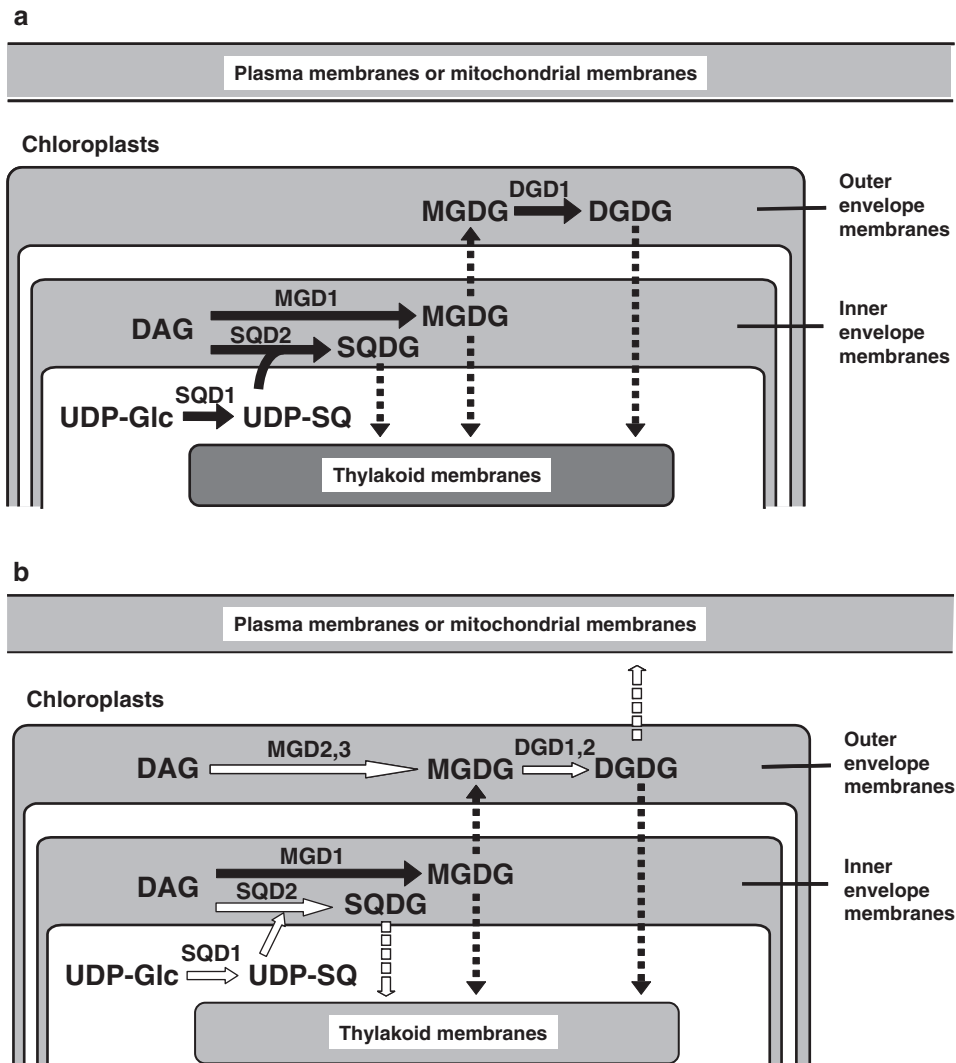 a
Plasma membranes or mitochondrial membranes
Chloroplasts
DGD1
MGDG
DGDG
Outer
envelope
membranes
MGD1
MGDG
DAG
SQD2
SQDG
Inner
envelope
membranes
SQD1
UDP-Glc
UDP-SQ
Thylakoid membranes
b
Plasma membranes or mitochondrial membranes
Chloroplasts
MGD2,3
DGD1,2
DAG
MGDG
DGDG
Outer
envelope
membranes
MGD1
MGDG
DAG
SQD2
SQDG
Inner
envelope
membranes
SQD1
UDP-Glc
UDP-SQ
Thylakoid membranes